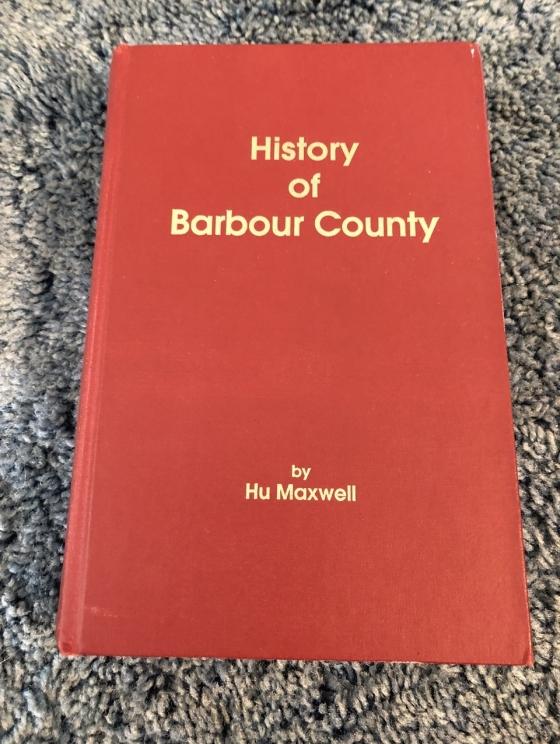 History
of
Barbour County
by
Hu Maxwell